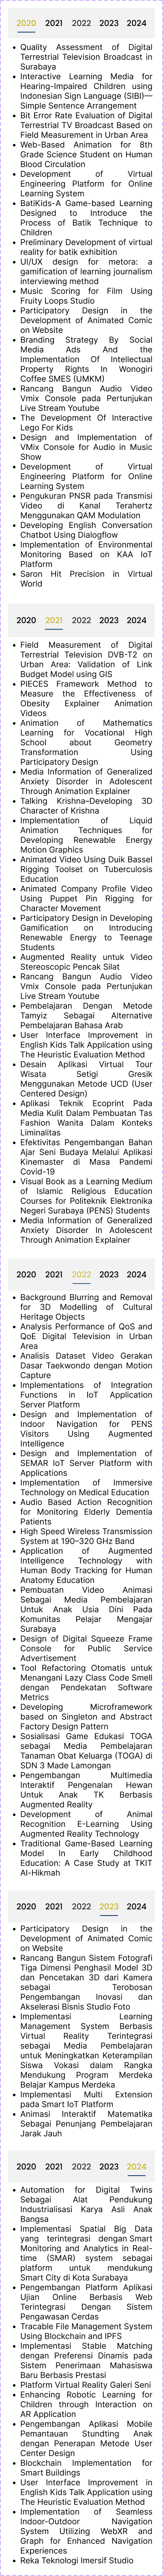 2020 2021 2022 2023 2024
• Quality Assessment of Digital
Terrestrial Television Broadcast in
Surabaya
• Interactive Learning Media for
Hearing-Impaired Children using
Indonesian Sign Language (SIBI)—
Simple Sentence Arrangement
• Bit Error Rate Evaluation of Digital
Terrestrial TV Broadcast Based on
Field Measurement in Urban Area
• Web-Based Animation for 8th
Grade Science Student on Human
Blood Circulation
• Development of Virtual
Engineering Platform for Online
Learning System
• BatiKids-A Game-based Learning
Designed to Introduce the
Process of Batik Technique to
Children
• Preliminary Development of virtual
reality for batik exhibition
• UI/UX design for metora: a
gamification of learning journalism
interviewing method
• Music Scoring for Film Using
Fruity Loops Studio
• Participatory Design in the
Development of Animated Comic
on Website
• Branding Strategy By Social
Media Ads And the
Implementation Of Intellectual
Property Rights In Wonogiri
Coffee SMES (UMKM)
• Rancang Bangun Audio Video
Vmix Console pada Pertunjukan
Live Stream Youtube
• The Development Of Interactive
Lego For Kids
• Design and Implementation of
VMix Console for Audio in Music
Show
• Development of Virtual
Engineering Platform for Online
Learning System
• Pengukuran PNSR pada Transmisi
Video di Kanal Terahertz
Menggunakan QAM Modulation
• Developing English Conversation
Chatbot Using Dialogflow
• Implementation of Environmental
Monitoring Based on KAA IoT
Platform
• Saron Hit Precision in Virtual
World
2020 2021 2022 2023 2024
• Field Measurement of Digital
Terrestrial Television DVB-T2 on
Urban Area: Validation of Link
Budget Model using GIS
• PIECES Framework Method to
Measure the Effectiveness of
Obesity Explainer Animation
Videos
• Animation of Mathematics
Learning for Vocational High
School about Geometry
Transformation Using
Participatory Design
• Media Information of Generalized
Anxiety Disorder in Adolescent
Through Animation Explainer
• Talking Krishna–Developing 3D
Character of Krishna
• Implementation of Liquid
Animation Techniques for
Developing Renewable Energy
Motion Graphics
• Animated Video Using Duik Bassel
Rigging Toolset on Tuberculosis
Education
• Animated Company Profile Video
Using Puppet Pin Rigging for
Character Movement
• Participatory Design in Developing
Gamification on Introducing
Renewable Energy to Teenage
Students
• Augmented Reality untuk Video
Stereoscopic Pencak Silat
• Rancang Bangun Audio Video
Vmix Console pada Pertunjukan
Live Stream Youtube
• Pembelajaran Dengan Metode
Tamyiz Sebagai Alternative
Pembelajaran Bahasa Arab
• User Interface Improvement in
English Kids Talk Application using
The Heuristic Evaluation Method
• Desain Aplikasi Virtual Tour
Wisata Setigi Gresik
Menggunakan Metode UCD (User
Centered Design)
• Aplikasi Teknik Ecoprint Pada
Media Kulit Dalam Pembuatan Tas
Fashion Wanita Dalam Konteks
Liminalitas
• Efektivitas Pengembangan Bahan
Ajar Seni Budaya Melalui Aplikasi
Kinemaster di Masa Pandemi
Covid-19
• Visual Book as a Learning Medium
of Islamic Religious Education
Courses for Politeknik Elektronika
Negeri Surabaya (PENS) Students
• Media Information of Generalized
Anxiety Disorder In Adolescent
Through Animation Explainer
2020 2021 2022 2023 2024
• Background Blurring and Removal
for 3D Modelling of Cultural
Heritage Objects
• Analysis Performance of QoS and
QoE Digital Television in Urban
Area
• Analisis Dataset Video Gerakan
Dasar Taekwondo dengan Motion
Capture
• Implementations of Integration
Functions in IoT Application
Server Platform
• Design and Implementation of
Indoor Navigation for PENS
Visitors Using Augmented
Intelligence
• Design and Implementation of
SEMAR IoT Server Platform with
Applications
• Implementation of Immersive
Technology on Medical Education
• Audio Based Action Recognition
for Monitoring Elderly Dementia
Patients
• High Speed Wireless Transmission
System at 190–320 GHz Band
• Application of Augmented
Intelligence Technology with
Human Body Tracking for Human
Anatomy Education
• Pembuatan Video Animasi
Sebagai Media Pembelajaran
Untuk Anak Usia Dini Pada
Komunitas Pelajar Mengajar
Surabaya
• Design of Digital Squeeze Frame
Console for Public Service
Advertisement
• Tool Refactoring Otomatis untuk
Menangani Lazy Class Code Smell
dengan Pendekatan Software
Metrics
• Developing Microframework
based on Singleton and Abstract
Factory Design Pattern
• Sosialisasi Game Edukasi TOGA
sebagai Media Pembelajaran
Tanaman Obat Keluarga (TOGA) di
SDN 3 Made Lamongan
• Pengembangan Multimedia
Interaktif Pengenalan Hewan
Untuk Anak TK Berbasis
Augmented Reality
• Development of Animal
Recognition E-Learning Using
Augmented Reality Technology
• Traditional Game-Based Learning
Model In Early Childhood
Education: A Case Study at TKIT
Al-Hikmah
2020 2021 2022 2023 2024
• Participatory Design in the
Development of Animated Comic
on Website
• Rancang Bangun Sistem Fotografi
Tiga Dimensi Penghasil Model 3D
dan Pencetakan 3D dari Kamera
sebagai Terobosan
Pengembangan Inovasi dan
Akselerasi Bisnis Studio Foto
• Implementasi Learning
Management System Berbasis
Virtual Reality Terintegrasi
sebagai Media Pembelajaran
untuk Meningkatkan Keterampilan
Siswa Vokasi dalam Rangka
Mendukung Program Merdeka
Belajar Kampus Merdeka
• Implementasi Multi Extension
pada Smart IoT Platform
• Animasi Interaktif Matematika
Sebagai Penunjang Pembelajaran
Jarak Jauh
2020 2021 2022 2023 2024
• Automation for Digital Twins
Sebagai Alat Pendukung
Industrialisasi Karya Asli Anak
Bangsa
• Implementasi Spatial Big Data
yang terintegrasi dengan Smart
Monitoring and Analytics in Real-
time (SMAR) system sebagai
platform untuk mendukung
Smart City di Kota Surabaya
• Pengembangan Platform Aplikasi
Ujian Online Berbasis Web
Terintegrasi Dengan Sistem
Pengawasan Cerdas
• Tracable File Management System
Using Blockchain and IPFS
• Implementasi Stable Matching
dengan Preferensi Dinamis pada
Sistem Penerimaan Mahasiswa
Baru Berbasis Prestasi
• Platform Virtual Reality Galeri Seni
• Enhancing Robotic Learning for
Children through Interaction on
AR Application
• Pengembangan Aplikasi Mobile
Pemantauan Stundting Anak
dengan Penerapan Metode User
Center Design
• Blockchain Implementation for
Smart Buildings
• User Interface Improvement in
English Kids Talk Application using
The Heuristic Evaluation Method
• Implementation of Seamless
Indoor-Outdoor Navigation
System Utilizing WebXR and
Graph for Enhanced Navigation
Experiences
• Reka Teknologi Imersif Studio